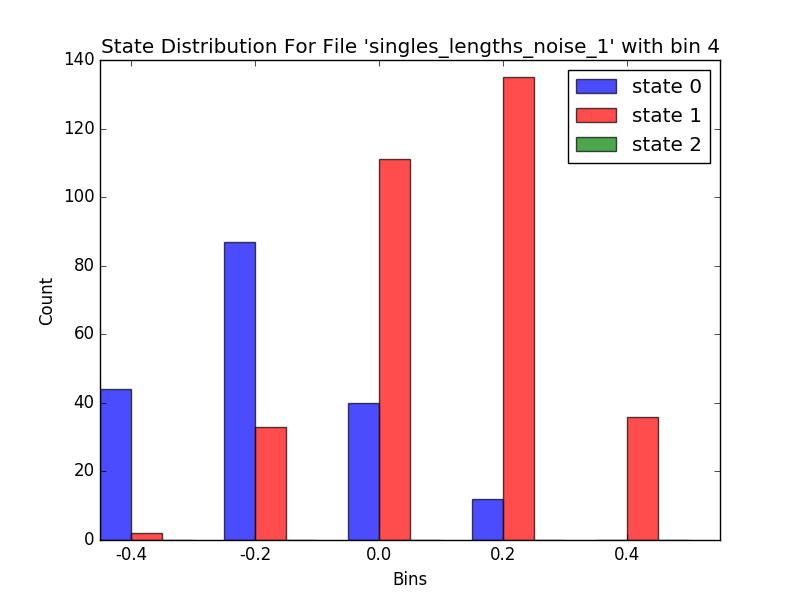 State Distribution For File 'singles_lengths_noise_1' with bin 4
state 0
state 1
state 2
140
120
100
80
60
40
20
0
Count
-0.4 -0.2 0.0 0.2 0.4
Bins